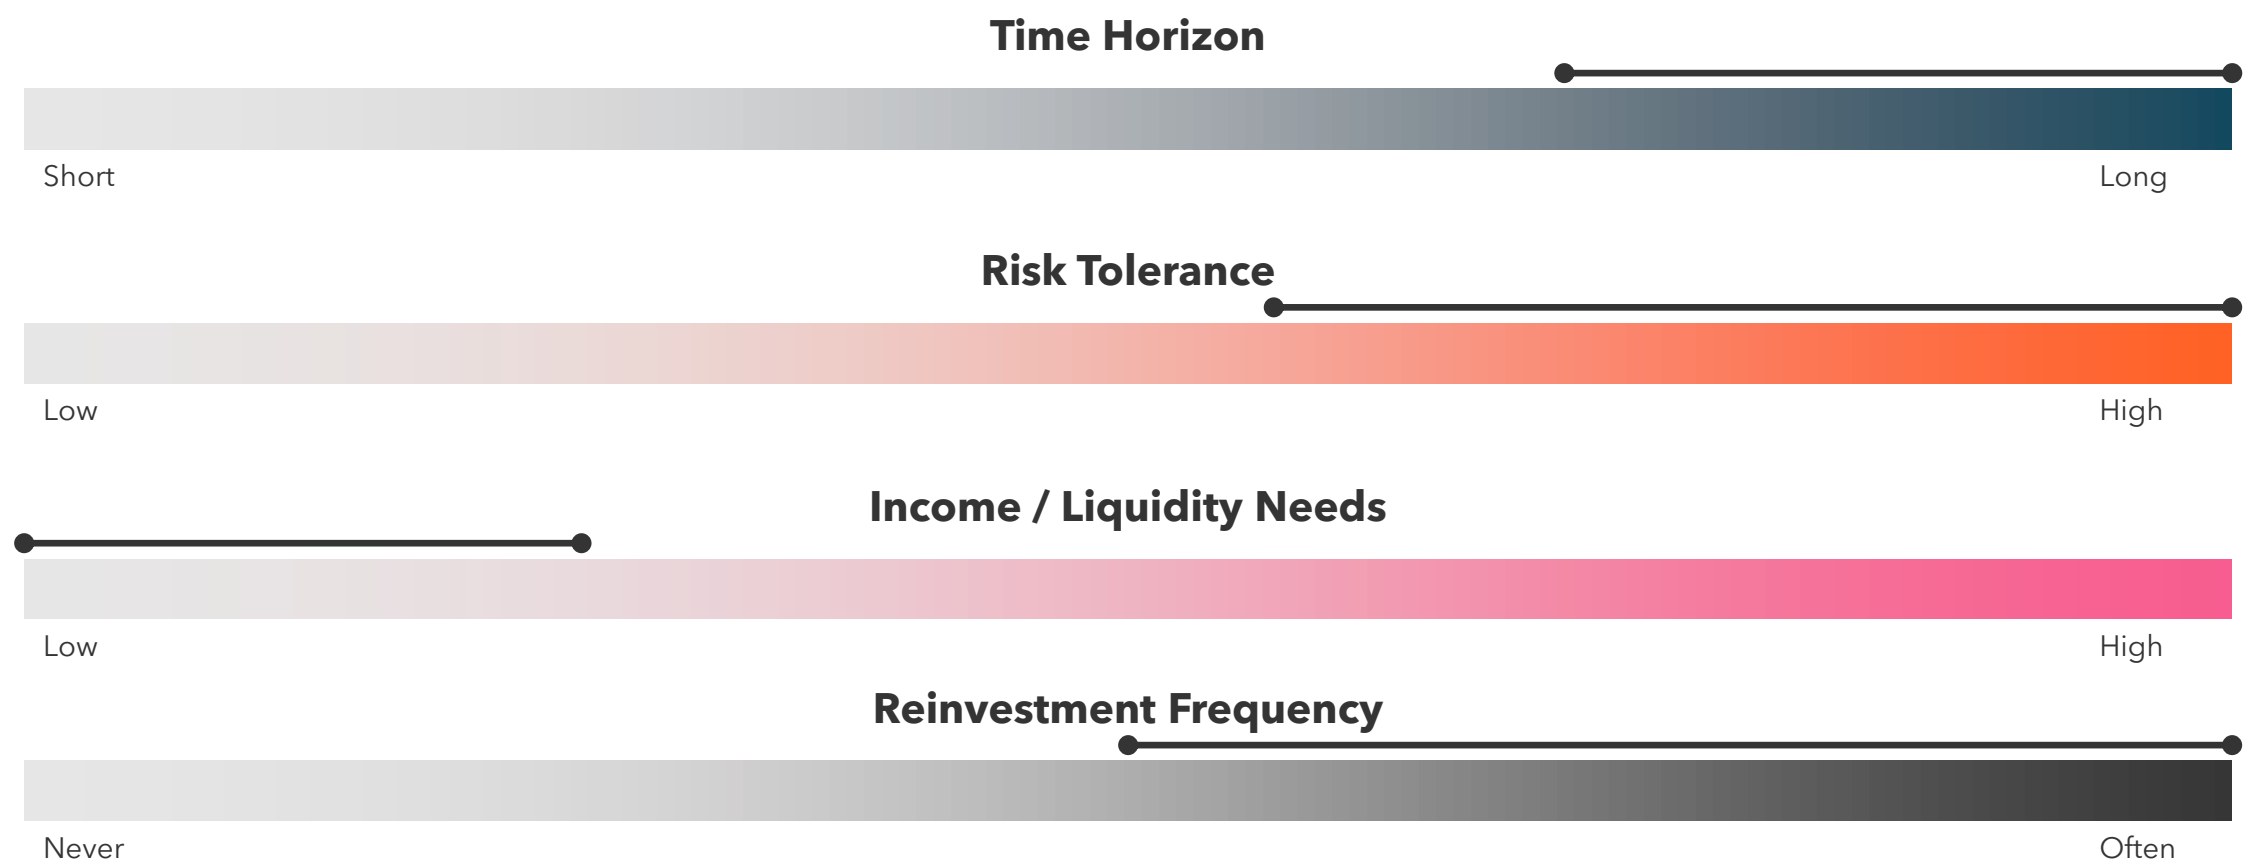 Time Horizon
Short Long
Risk Tolerance
Low High
Income / Liquidity Needs
Low High
Reinvestment Frequency
Never Often